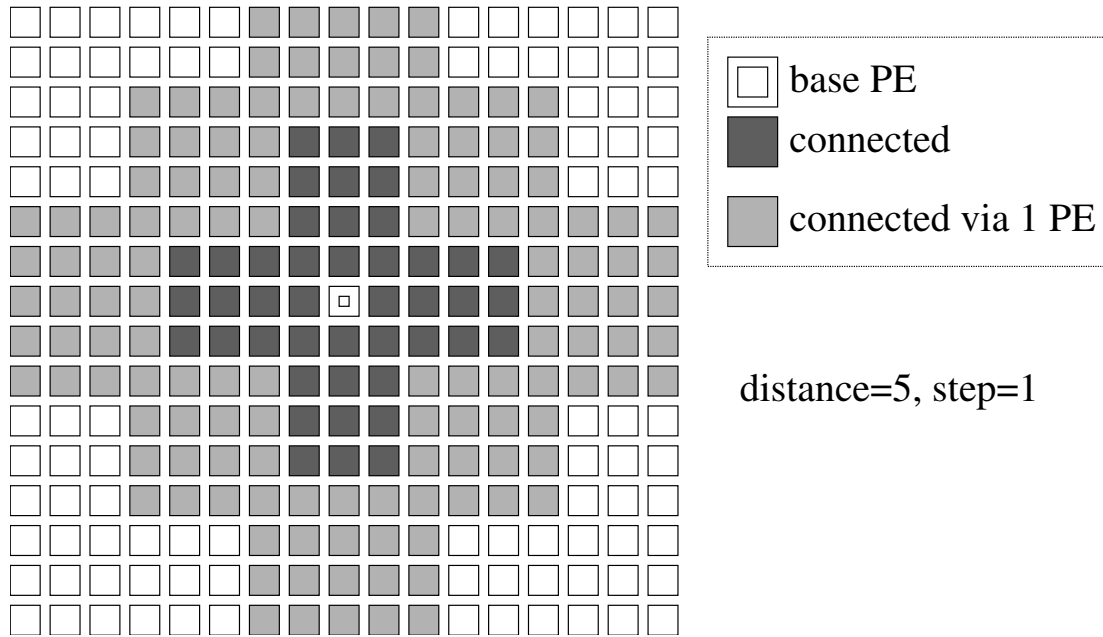 base PE
connected
connected via 1 PE
distance=5, step=1